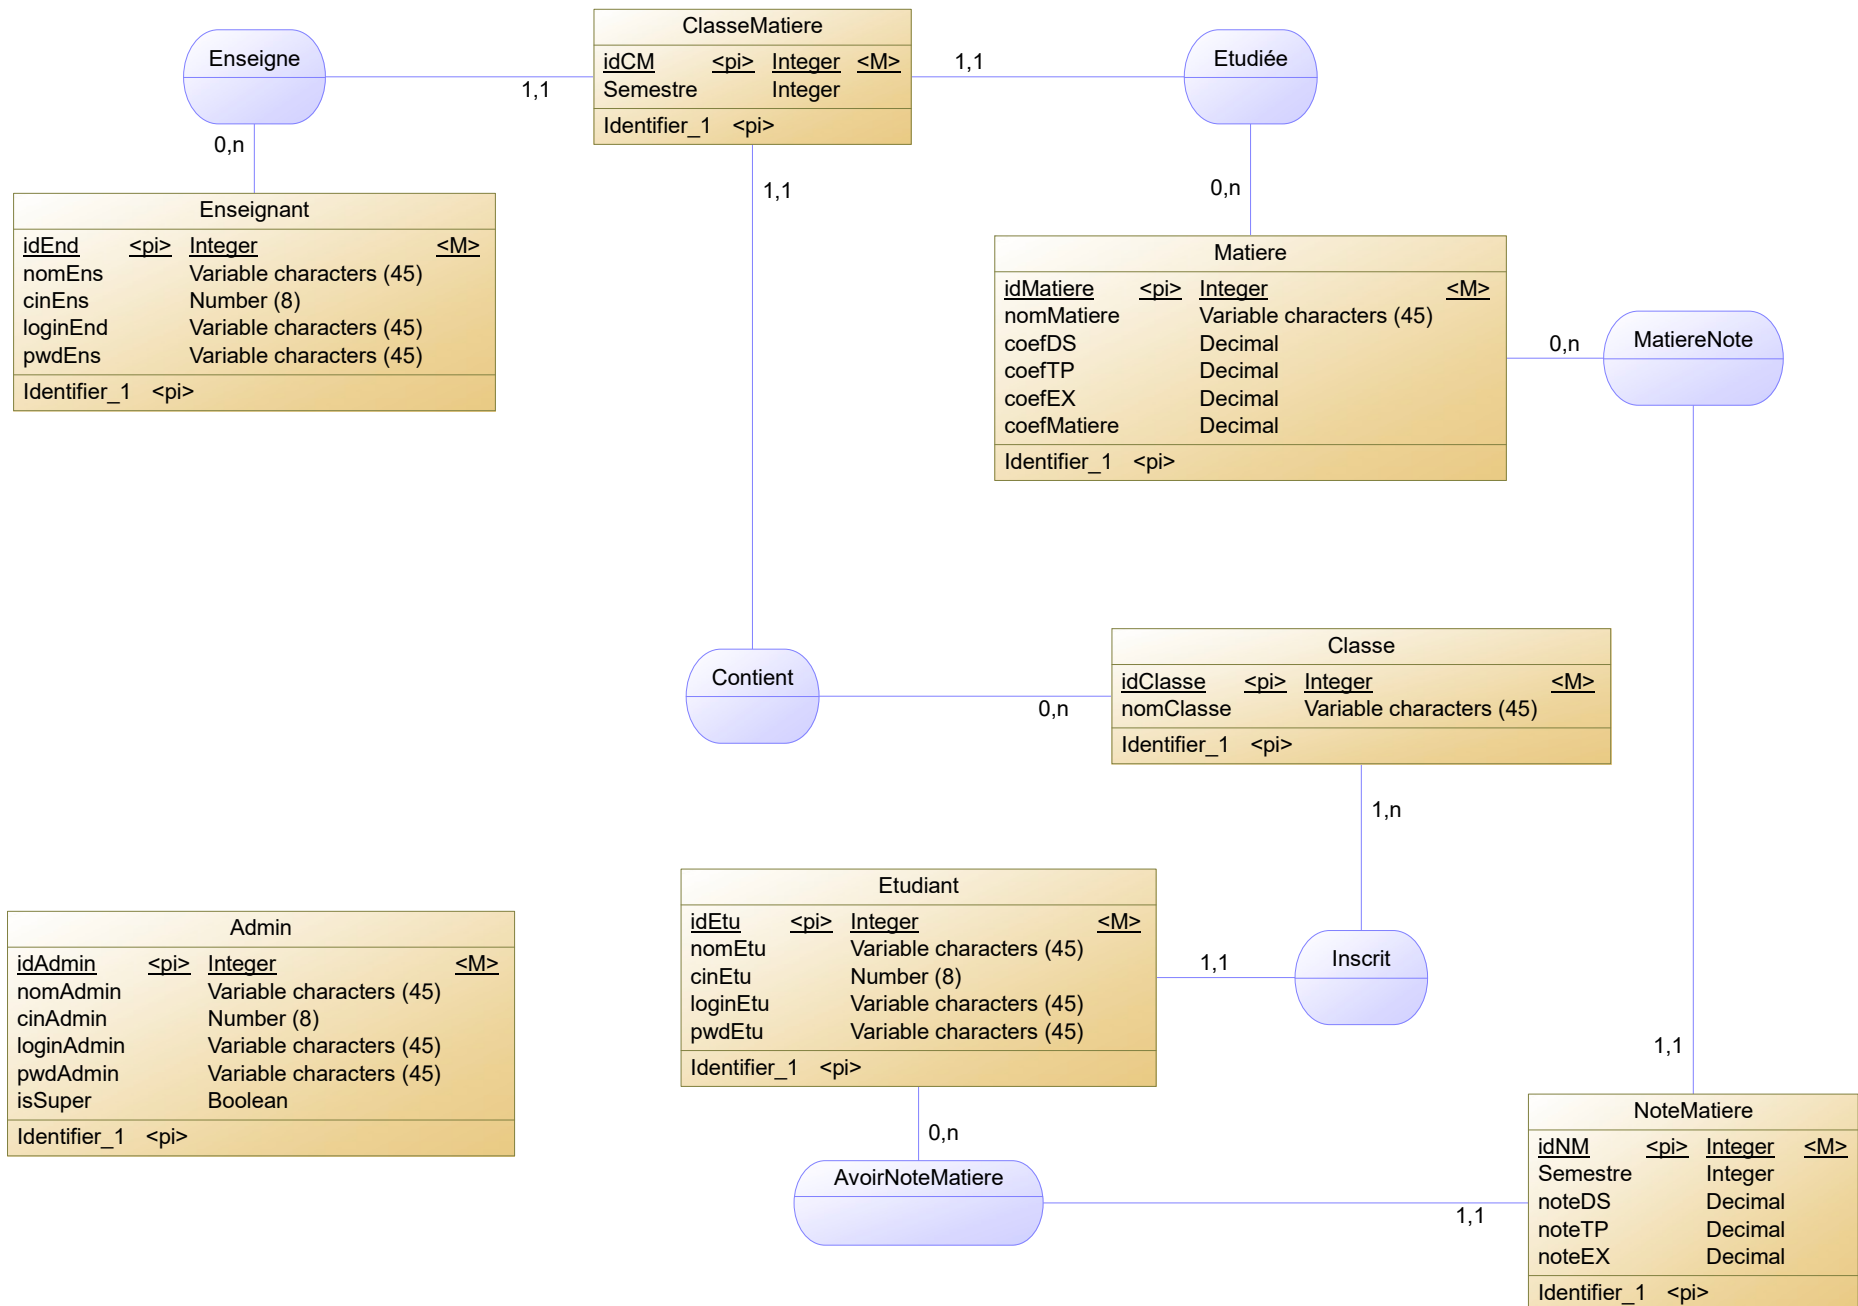 ClasseMatiere
idCM <pi> Integer <M>
Semestre Integer
Identifier_1 <pi>
Enseigne
1,1
0,n
1,1
Etudiée
0,n
1,1
Enseignant
idEnd <pi> Integer <M>
nomEns Variable characters (45)
cinEns Number (8)
loginEnd Variable characters (45)
pwdEns Variable characters (45)
Identifier_1 <pi>
Matiere
idMatiere <pi> Integer <M>
nomMatiere Variable characters (45)
coefDS Decimal
coefTP Decimal
coefEX Decimal
coefMatiere Decimal
Identifier_1 <pi>
0,n
MatiereNote
Contient
0,n
Classe
idClasse <pi> Integer <M>
nomClasse Variable characters (45)
Identifier_1 <pi>
1,n
Etudiant
idEtu <pi> Integer <M>
nomEtu Variable characters (45)
cinEtu Number (8)
loginEtu Variable characters (45)
pwdEtu Variable characters (45)
Identifier_1 <pi>
1,1
Inscrit
Admin
idAdmin <pi> Integer <M>
nomAdmin Variable characters (45)
cinAdmin Number (8)
loginAdmin Variable characters (45)
pwdAdmin Variable characters (45)
isSuper Boolean
Identifier_1 <pi>
1,1
0,n
AvoirNoteMatiere
1,1
NoteMatiere
idNM <pi> Integer <M>
Semestre Integer
noteDS Decimal
noteTP Decimal
noteEX Decimal
Identifier_1 <pi>